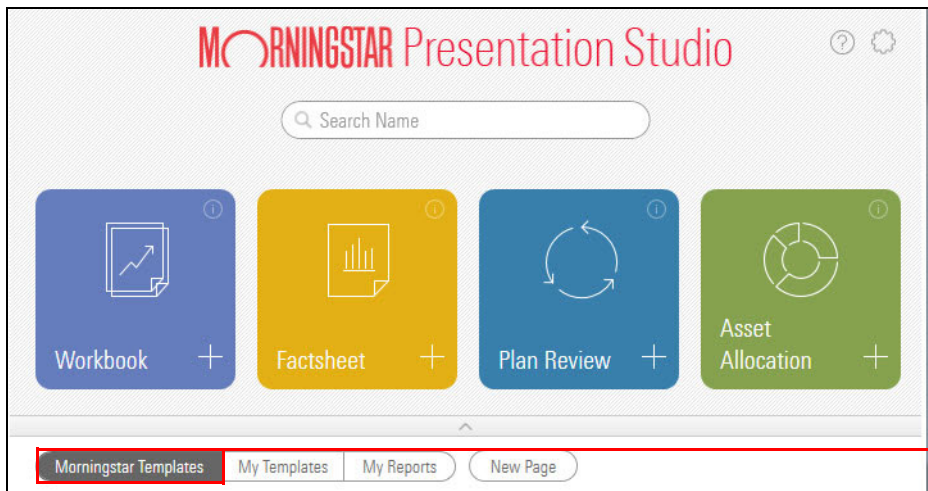 MORNINGSTAR Presentation Studio
Search Name
Workbook
Factsheet
Plan Review
Asset
Allocation
Morningstar Templates My Templates My Reports New Page